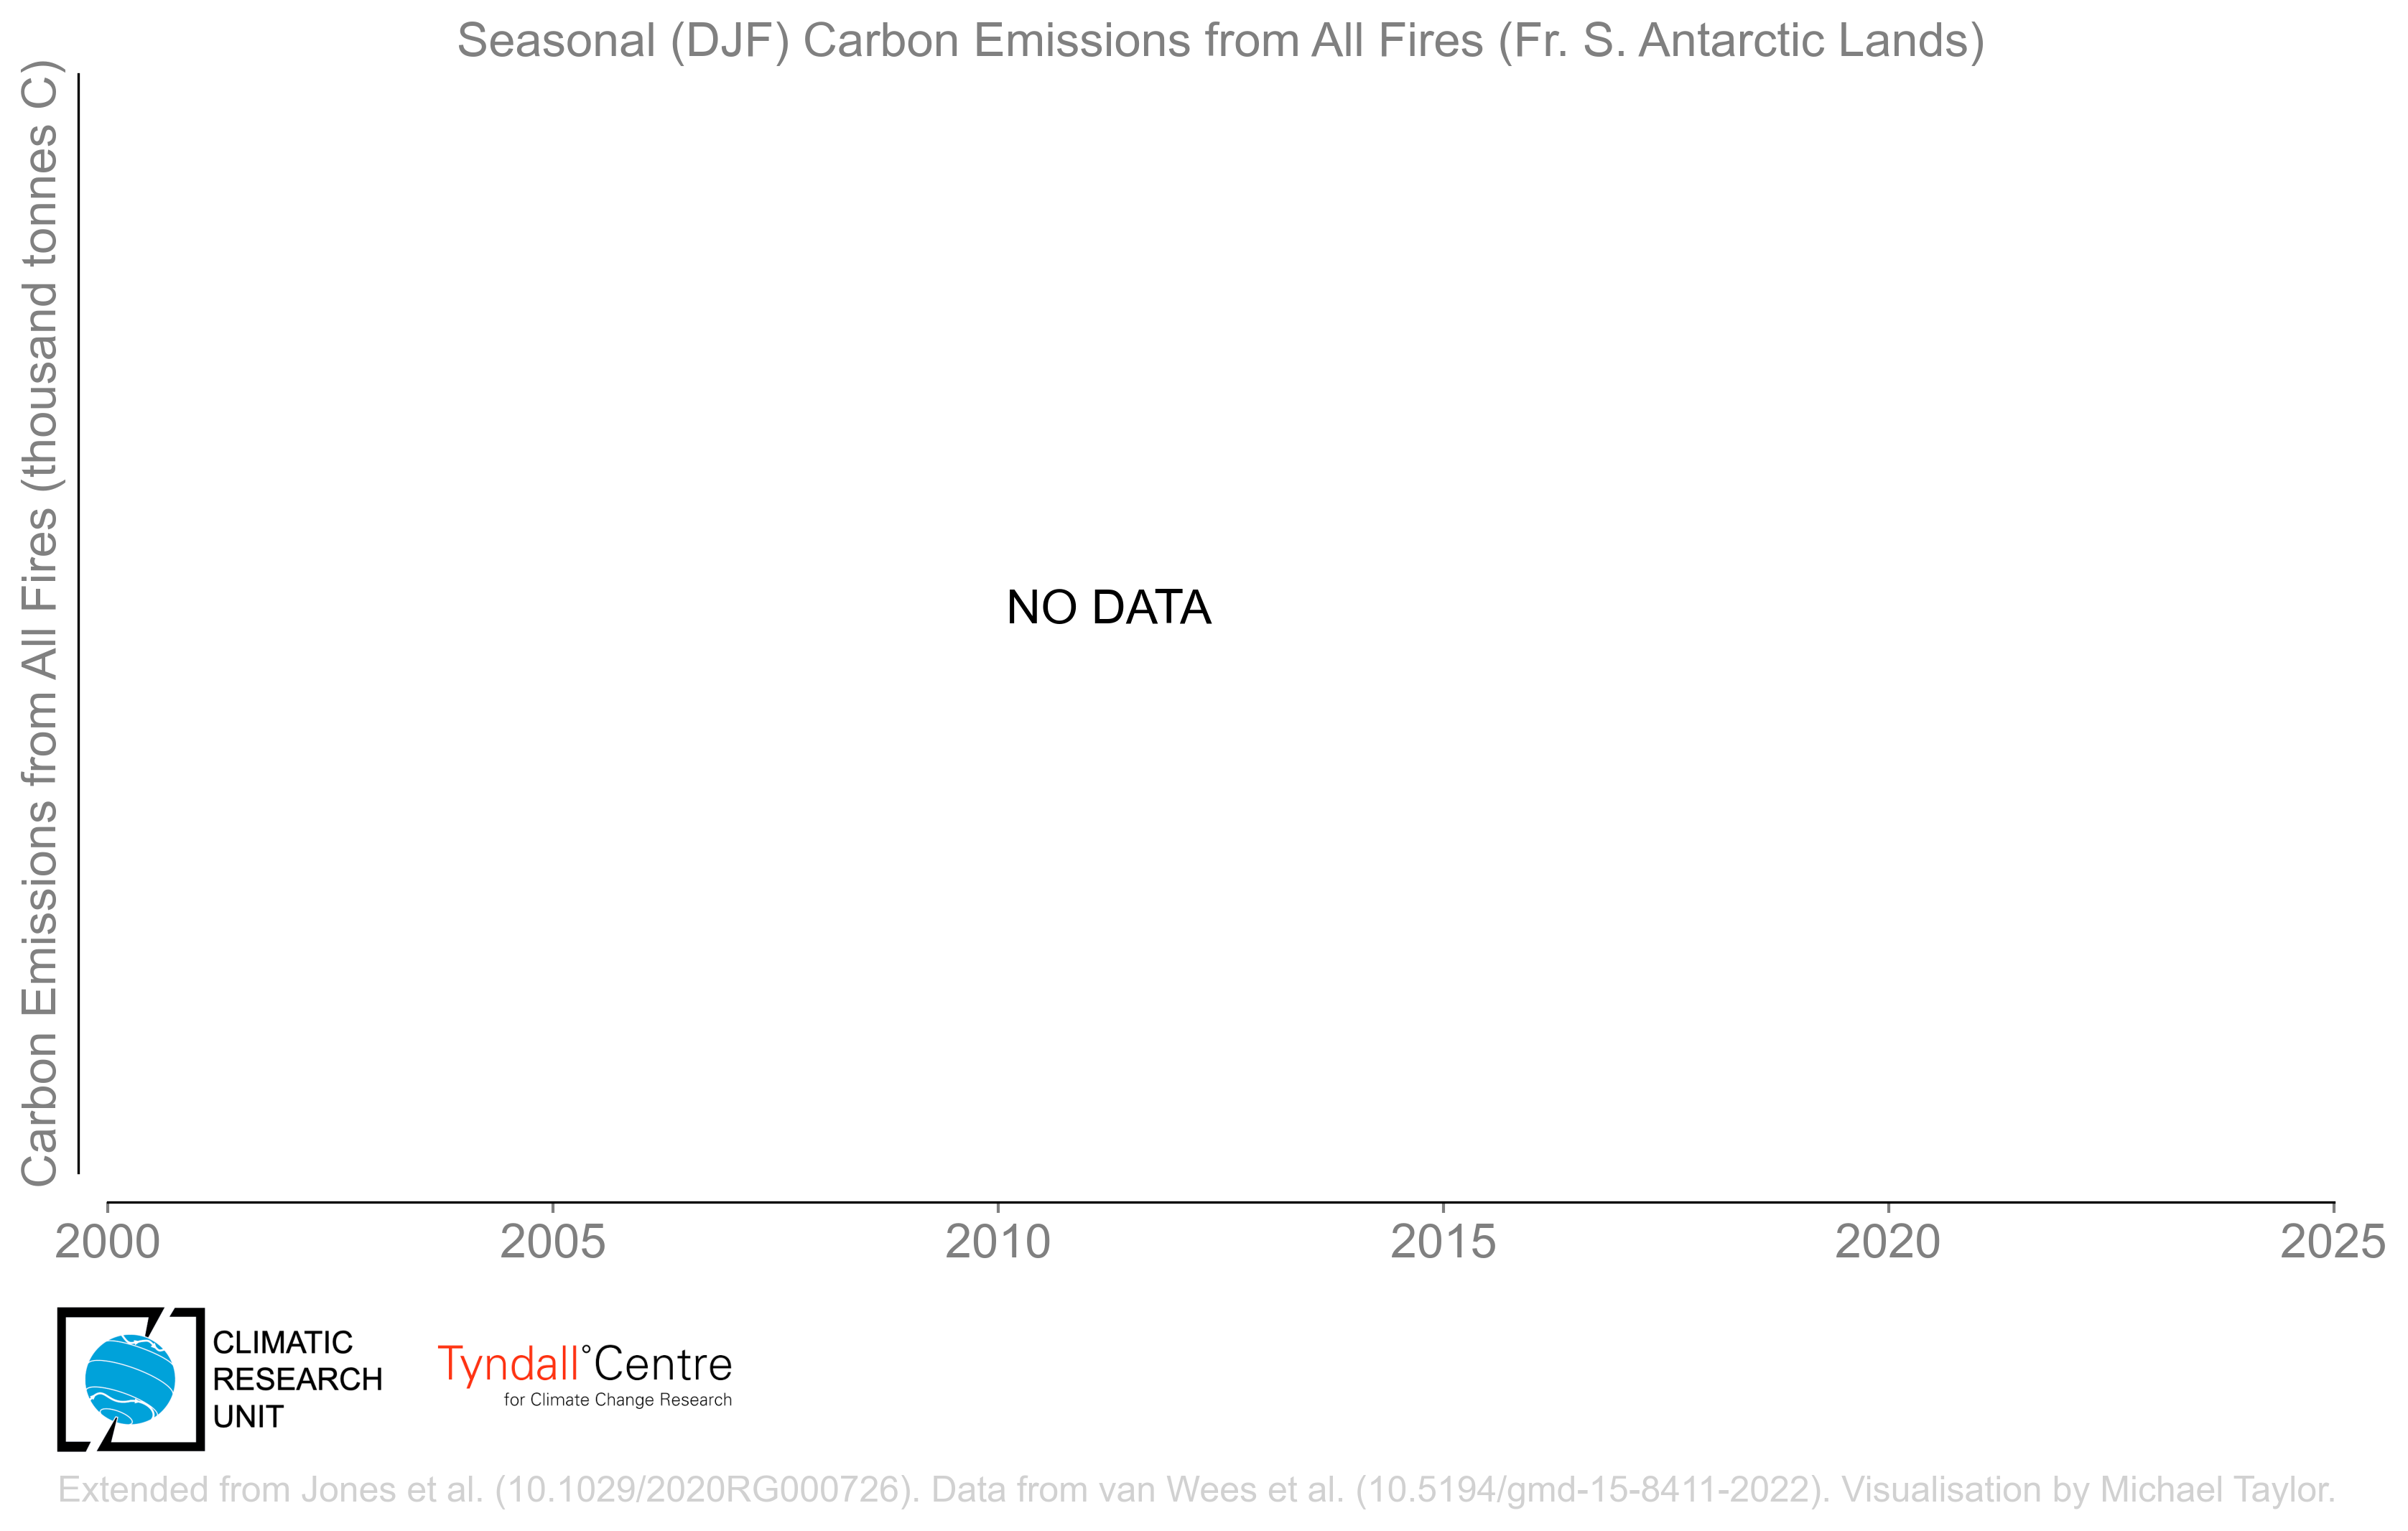 Seasonal (DJF) Carbon Emissions from All Fires (Fr. S. Antarctic Lands)
Carbon Emissions from All Fires (thousand tonnes C)
NO DATA
2000 2005 2010 2015 2020 2025
CLIMATIC
RESEARCH
UNIT
Tyndall°Centre
for Climate Change Research
Extended from Jones et al. (10.1029/2020RG000726). Data from van Wees et al. (10.5194/gmd-15-8411-2022). Visualisation by Michael Taylor.